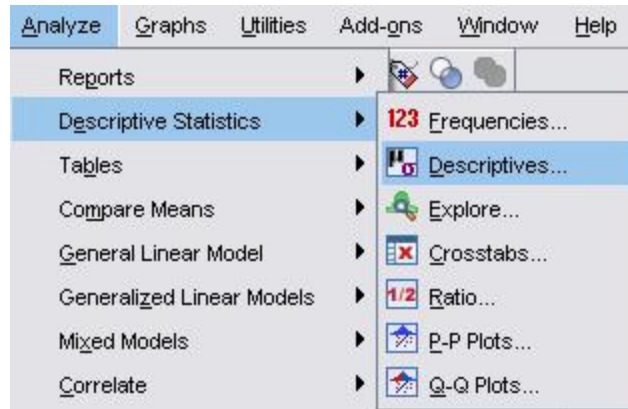 Analyze Graphs Utilities Add-ons Window Help
Reports
Descriptive Statistics
Tables
Compare Means
General Linear Model
Generalized Linear Models
Mixed Models
Correlate
123 Frequencies...
μσ Descriptives...
Explore...
Crosstabs...
1/2 Ratio...
P-P Plots...
Q-Q Plots...